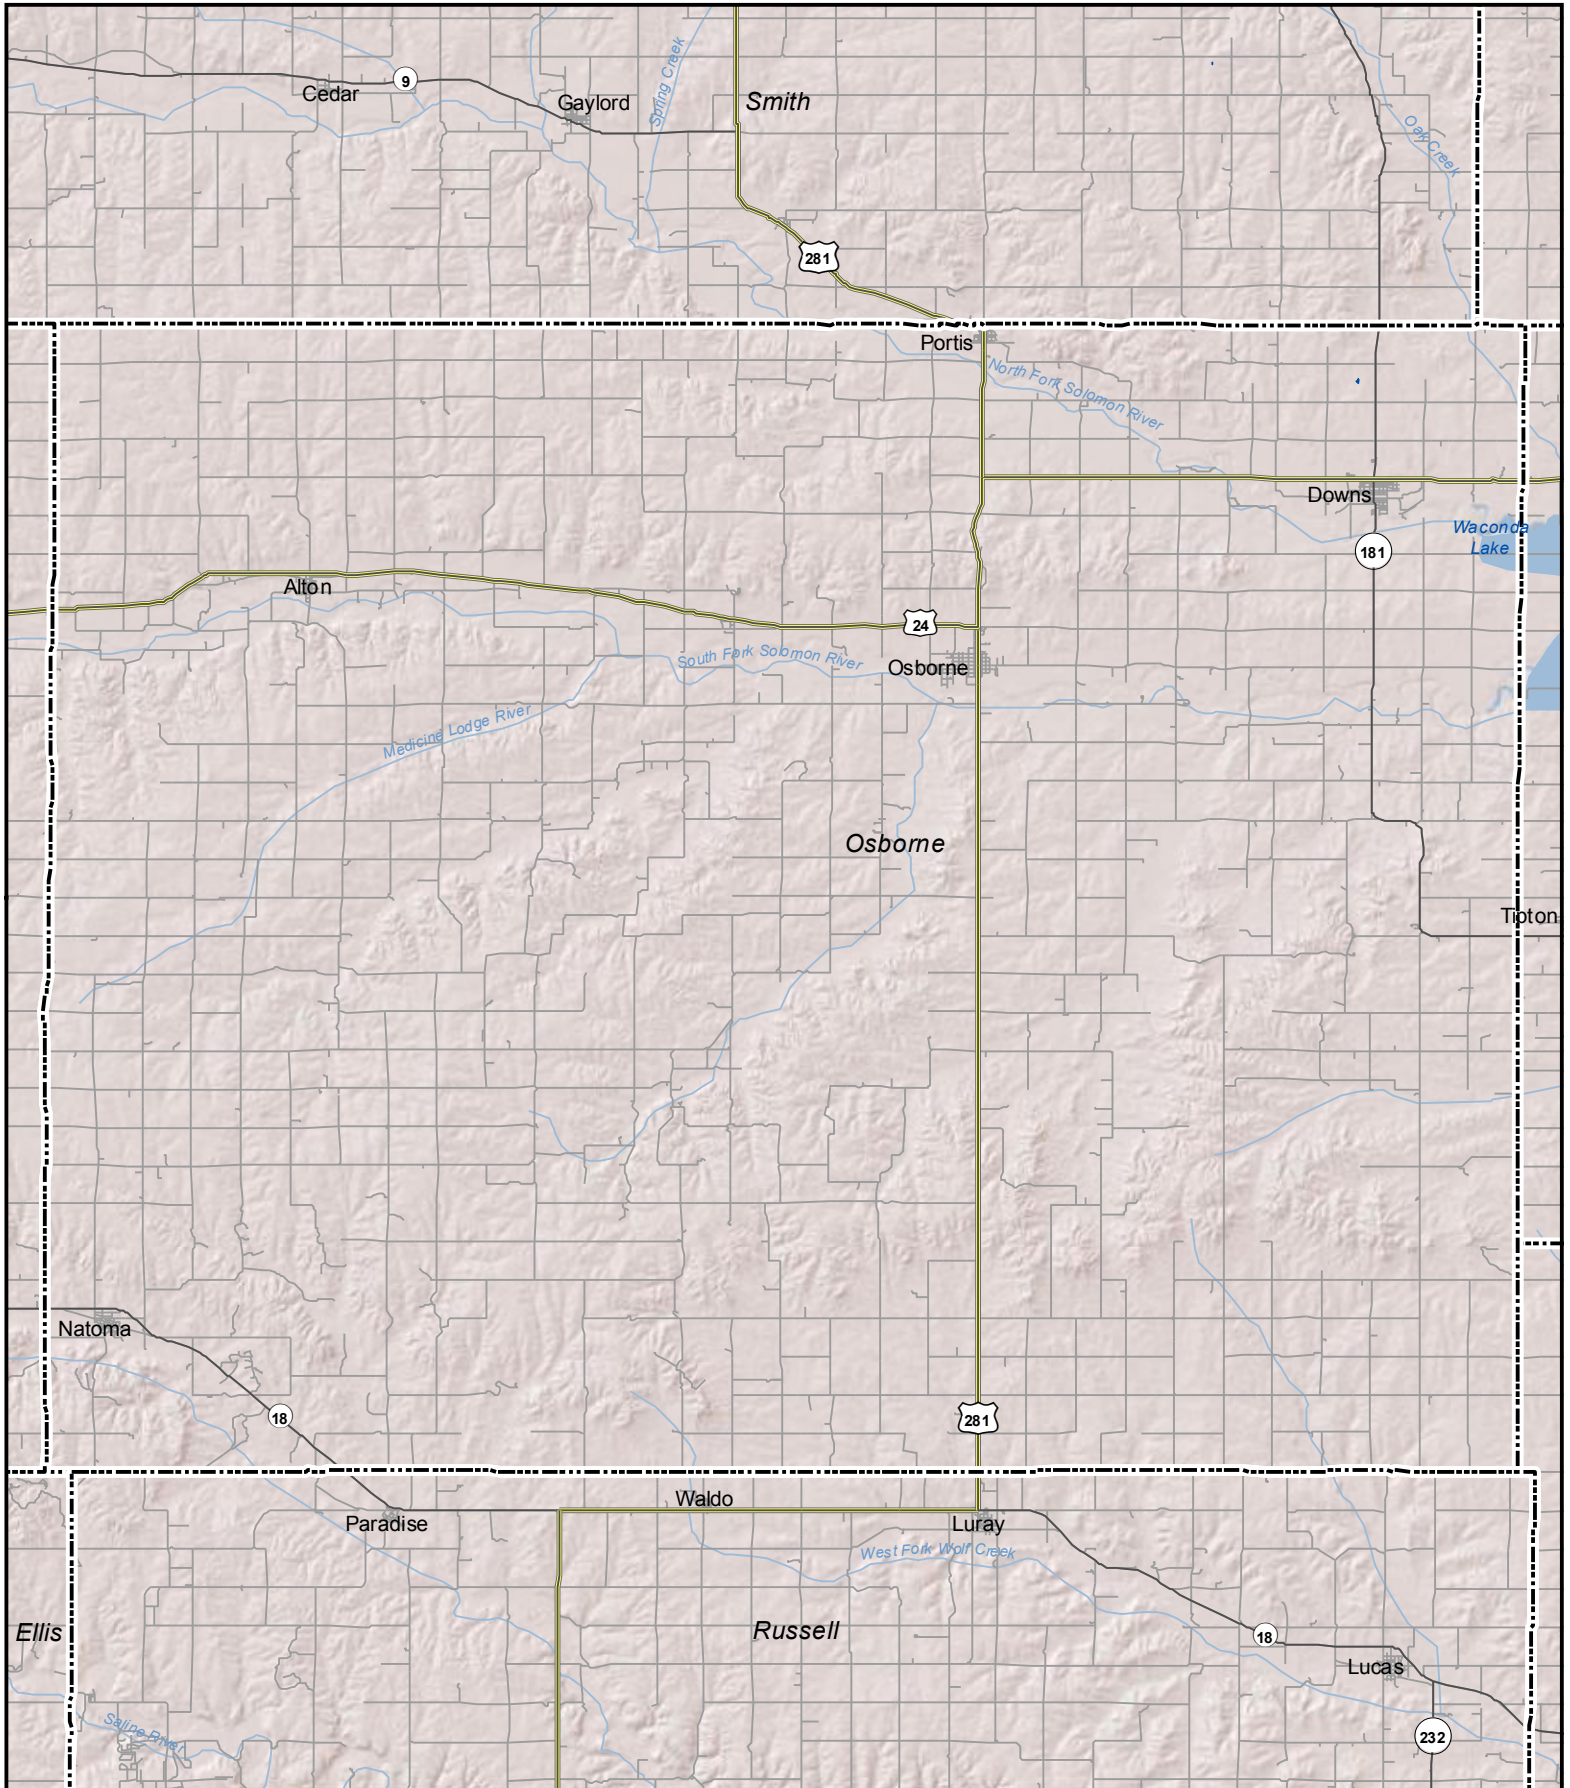 9
Cedar
Gaylord
Spring Creek
Smith
Oak Creek
281
Portis
North Fork Solomon River
Downs
Waconda
Lake
181
Alton
24
South Fork Solomon River
Osborne
Medicine Lodge River
Osborne
Tipton
Natoma
18
281
Waldo
Paradise
Luray
West Fork Wolf Creek
Ellis
Russell
18
Lucas
Saline River
232